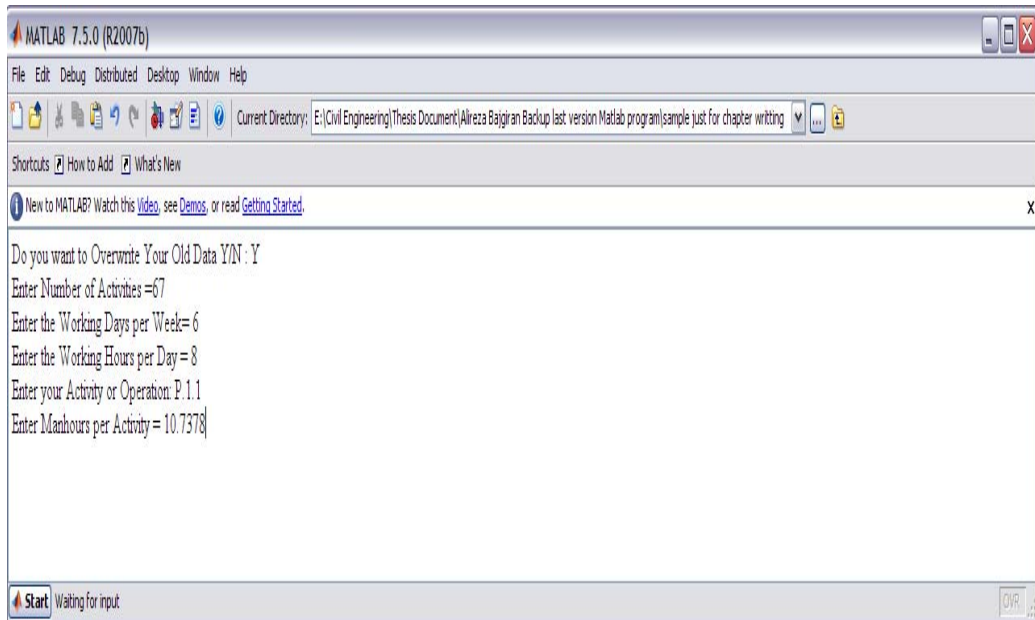 MATLAB 7.5.0 (R2007b)
File Edit Debug Distributed Desktop Window Help
Current Directory: E:\Civil Engineering\Thesis Document\Alireza Bajgiran Backup last version Matlab program\sample just for chapter writting
Shortcuts How to Add What's New
New to MATLAB? Watch this Video, see Demos, or read Getting Started.
Do you want to Overwrite Your Old Data Y/N : Y
Enter Number of Activities =67
Enter the Working Days per Week= 6
Enter the Working Hours per Day = 8
Enter your Activity or Operation: P.1.1
Enter Manhours per Activity = 10.7378
Start Waiting for input
OVR